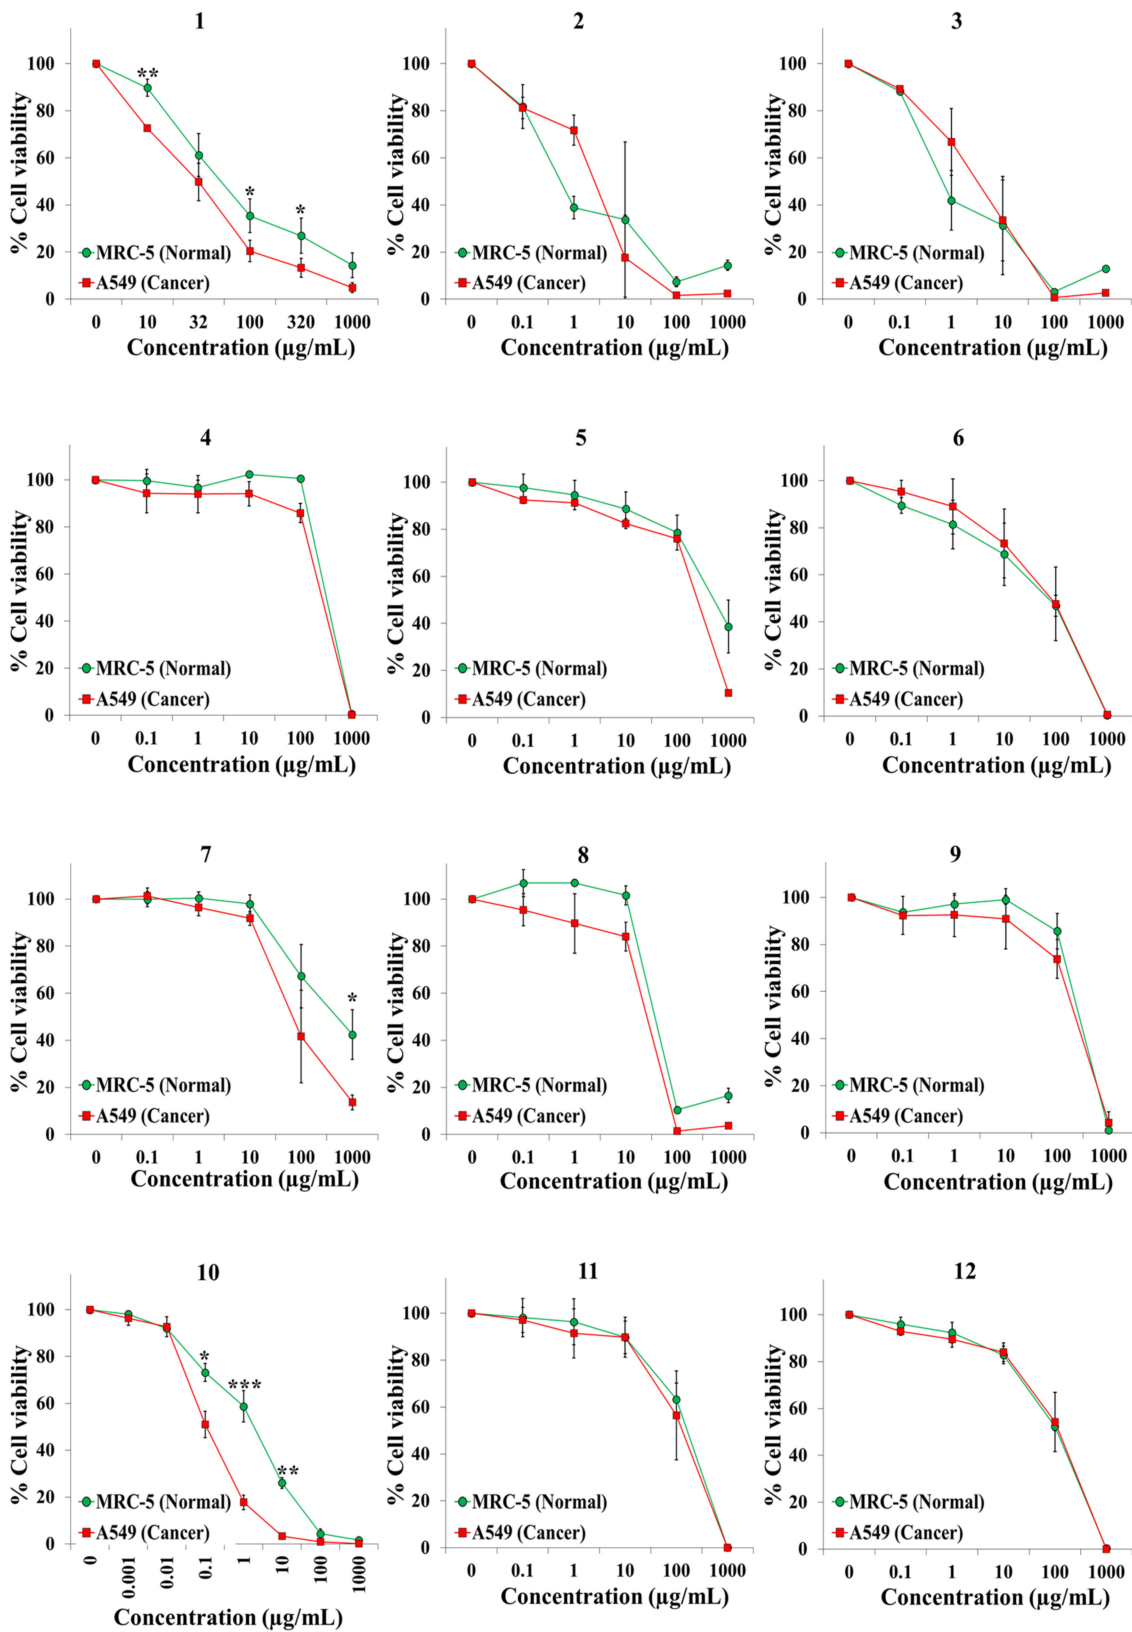 1
2
3
% Cell viability
100
80
60
40
20
0
**
*
*
MRC-5 (Normal)
A549 (Cancer)
0 10 32 100 320 1000
Concentration (µg/mL)
% Cell viability
100
80
60
40
20
0
MRC-5 (Normal)
A549 (Cancer)
0 0.1 1 10 100 1000
Concentration (µg/mL)
% Cell viability
100
80
60
40
20
0
MRC-5 (Normal)
A549 (Cancer)
0 0.1 1 10 100 1000
Concentration (µg/mL)
4
5
6
% Cell viability
100
80
60
40
20
0
MRC-5 (Normal)
A549 (Cancer)
0 0.1 1 10 100 1000
Concentration (µg/mL)
% Cell viability
100
80
60
40
20
0
MRC-5 (Normal)
A549 (Cancer)
0 0.1 1 10 100 1000
Concentration (µg/mL)
% Cell viability
100
80
60
40
20
0
MRC-5 (Normal)
A549 (Cancer)
0 0.1 1 10 100 1000
Concentration (µg/mL)
7
8
9
% Cell viability
100
80
60
40
20
0
*
MRC-5 (Normal)
A549 (Cancer)
0 0.1 1 10 100 1000
Concentration (µg/mL)
% Cell viability
100
80
60
40
20
0
MRC-5 (Normal)
A549 (Cancer)
0 0.1 1 10 100 1000
Concentration (µg/mL)
% Cell viability
100
80
60
40
20
0
MRC-5 (Normal)
A549 (Cancer)
0 0.1 1 10 100 1000
Concentration (µg/mL)
10
11
12
% Cell viability
100
80
60
40
20
0
*
***
**
MRC-5 (Normal)
A549 (Cancer)
0 0.001 0.01 0.1 1 10 100 1000
Concentration (µg/mL)
% Cell viability
100
80
60
40
20
0
MRC-5 (Normal)
A549 (Cancer)
0 0.1 1 10 100 1000
Concentration (µg/mL)
% Cell viability
100
80
60
40
20
0
MRC-5 (Normal)
A549 (Cancer)
0 0.1 1 10 100 1000
Concentration (µg/mL)